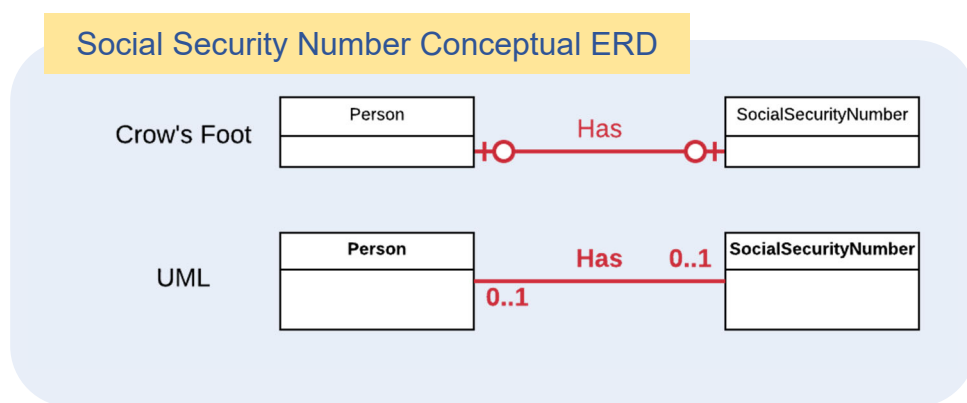 Social Security Number Conceptual ERD
Crow's Foot
Person
Has
SocialSecurityNumber
UML
Person
Has
0..1
SocialSecurityNumber
0..1